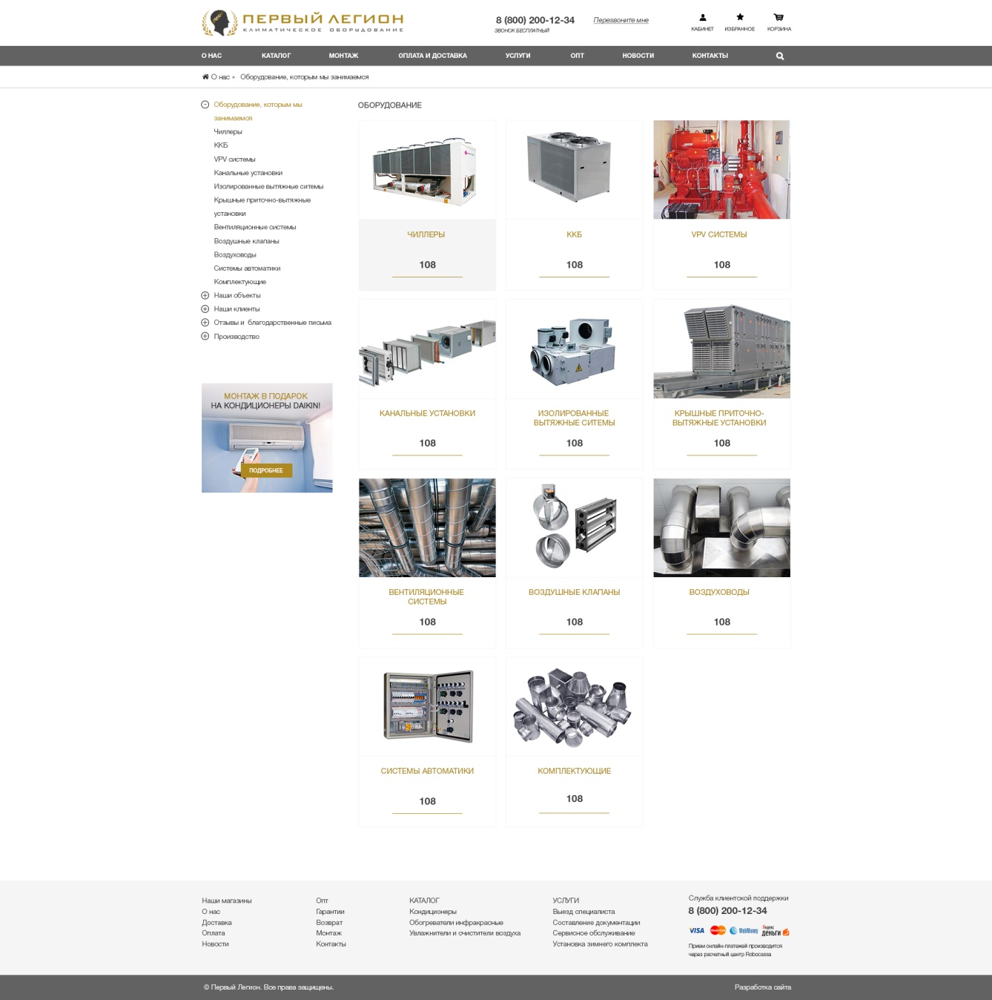 ПЕРВЫЙ ЛЕГИОН
КЛИМАТИЧЕСКОЕ ОБОРУДОВАНИЕ
8 (800) 200-12-34
ЗВОНОК БЕСПЛАТНЫЙ
Перезвоните мне
КАБИНЕТ
ИЗБРАННОЕ
КОРЗИНА
О НАС
КАТАЛОГ
МОНТАЖ
ОПЛАТА И ДОСТАВКА
УСЛУГИ
ОПТ
НОВОСТИ
КОНТАКТЫ
О нас » Оборудование, которым мы занимаемся
Оборудование, которым мы
занимаемся
Чиллеры
ККБ
VPV системы
Канальные установки
Изолированные вытяжные ситемы
Крышные приточно-вытяжные
установки
Вентиляционные системы
Воздушные клапаны
Воздуховоды
Системы автоматики
Комплектующие
Наши объекты
Наши клиенты
Отзывы и благодарственные письма
Производство
МОНТАЖ В ПОДАРОК
НА КОНДИЦИОНЕРЫ DAIKIN!
ПОДРОБНЕЕ
ОБОРУДОВАНИЕ
ЧИЛЛЕРЫ
108
ККБ
108
VPV СИСТЕМЫ
108
КАНАЛЬНЫЕ УСТАНОВКИ
108
ИЗОЛИРОВАННЫЕ
ВЫТЯЖНЫЕ СИТЕМЫ
108
КРЫШНЫЕ ПРИТОЧНО-
ВЫТЯЖНЫЕ УСТАНОВКИ
108
ВЕНТИЛЯЦИОННЫЕ
СИСТЕМЫ
108
ВОЗДУШНЫЕ КЛАПАНЫ
108
ВОЗДУХОВОДЫ
108
СИСТЕМЫ АВТОМАТИКИ
108
КОМПЛЕКТУЮЩИЕ
108
Наши магазины
О нас
Доставка
Оплата
Новости
Опт
Гарантии
Возврат
Монтаж
Контакты
КАТАЛОГ
Кондиционеры
Обогреватели инфракрасные
Увлажнители и очистители воздуха
УСЛУГИ
Выезд специалиста
Составление документации
Сервисное обслуживание
Установка зимнего комплекта
Служба клиентской поддержки
8 (800) 200-12-34
VISA MasterCard WebMoney Яндекс деньги
Прием онлайн-платежей производится
через расчетный центр Robocassa
© Первый Легион. Все права защищены.
Разработка сайта